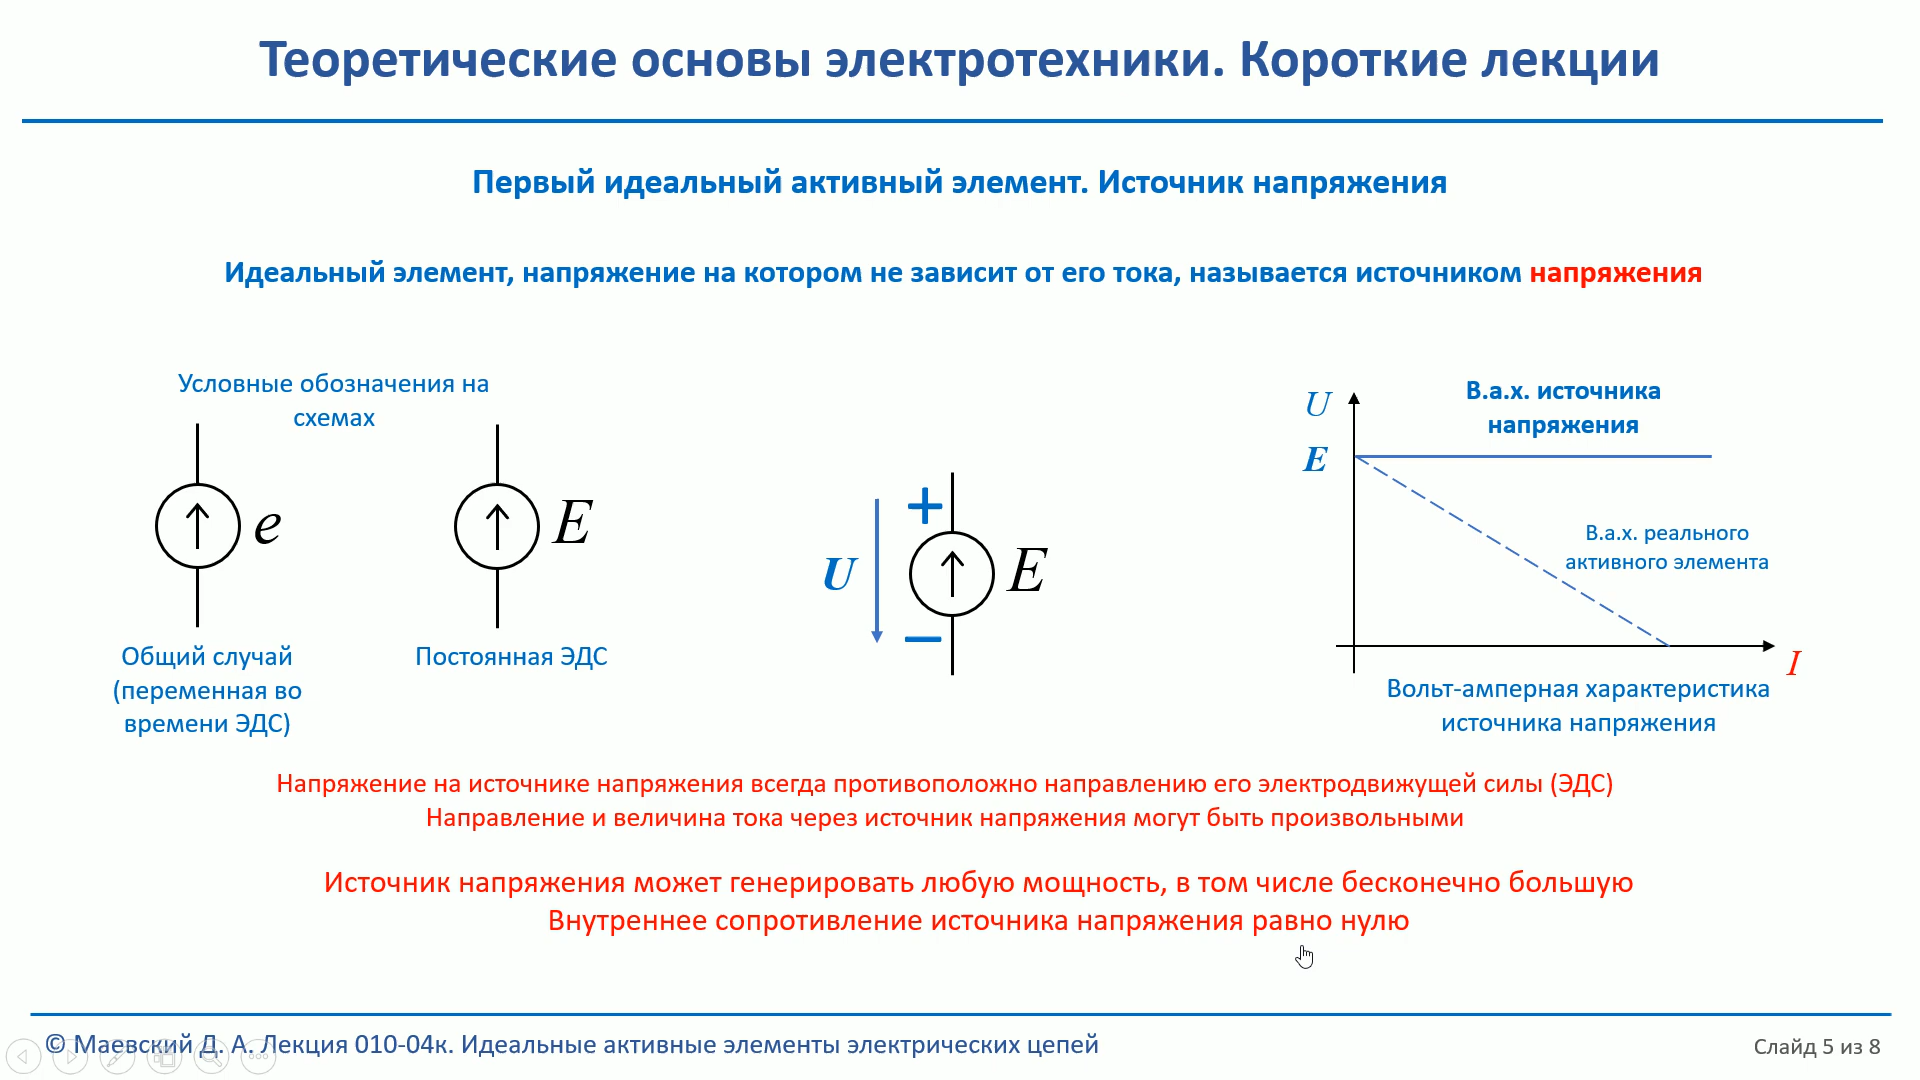 Теоретические основы электротехники. Короткие лекции
Первый идеальный активный элемент. Источник напряжения
Идеальный элемент, напряжение на котором не зависит от его тока, называется источником напряжения
Условные обозначения на
схемах
e
E
Общий случай
(переменная во
времени ЭДС)
Постоянная ЭДС
+
U
E
−
U
E
В.а.х. источника
напряжения
В.а.х. реального
активного элемента
I
Вольт-амперная характеристика
источника напряжения
Напряжение на источнике напряжения всегда противоположно направлению его электродвижущей силы (ЭДС)
Направление и величина тока через источник напряжения могут быть произвольными
Источник напряжения может генерировать любую мощность, в том числе бесконечно большую
Внутреннее сопротивление источника напряжения равно нулю
© Маевский Д. А. Лекция 010-04к. Идеальные активные элементы электрических цепей
Слайд 5 из 8